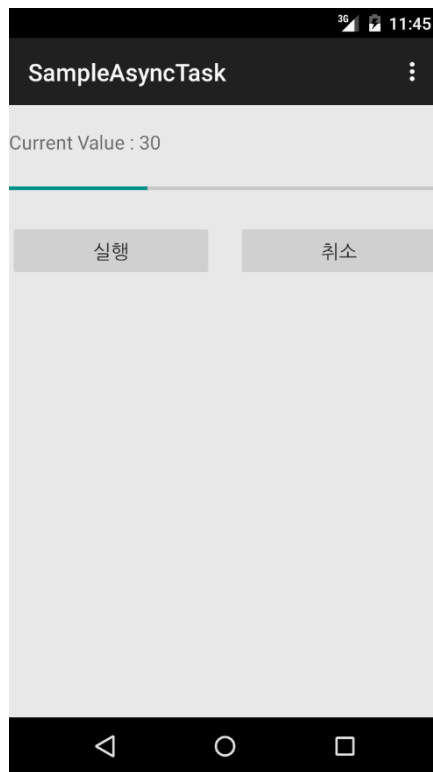 3G 11:45
SampleAsyncTask
Current Value : 30
실행 취소